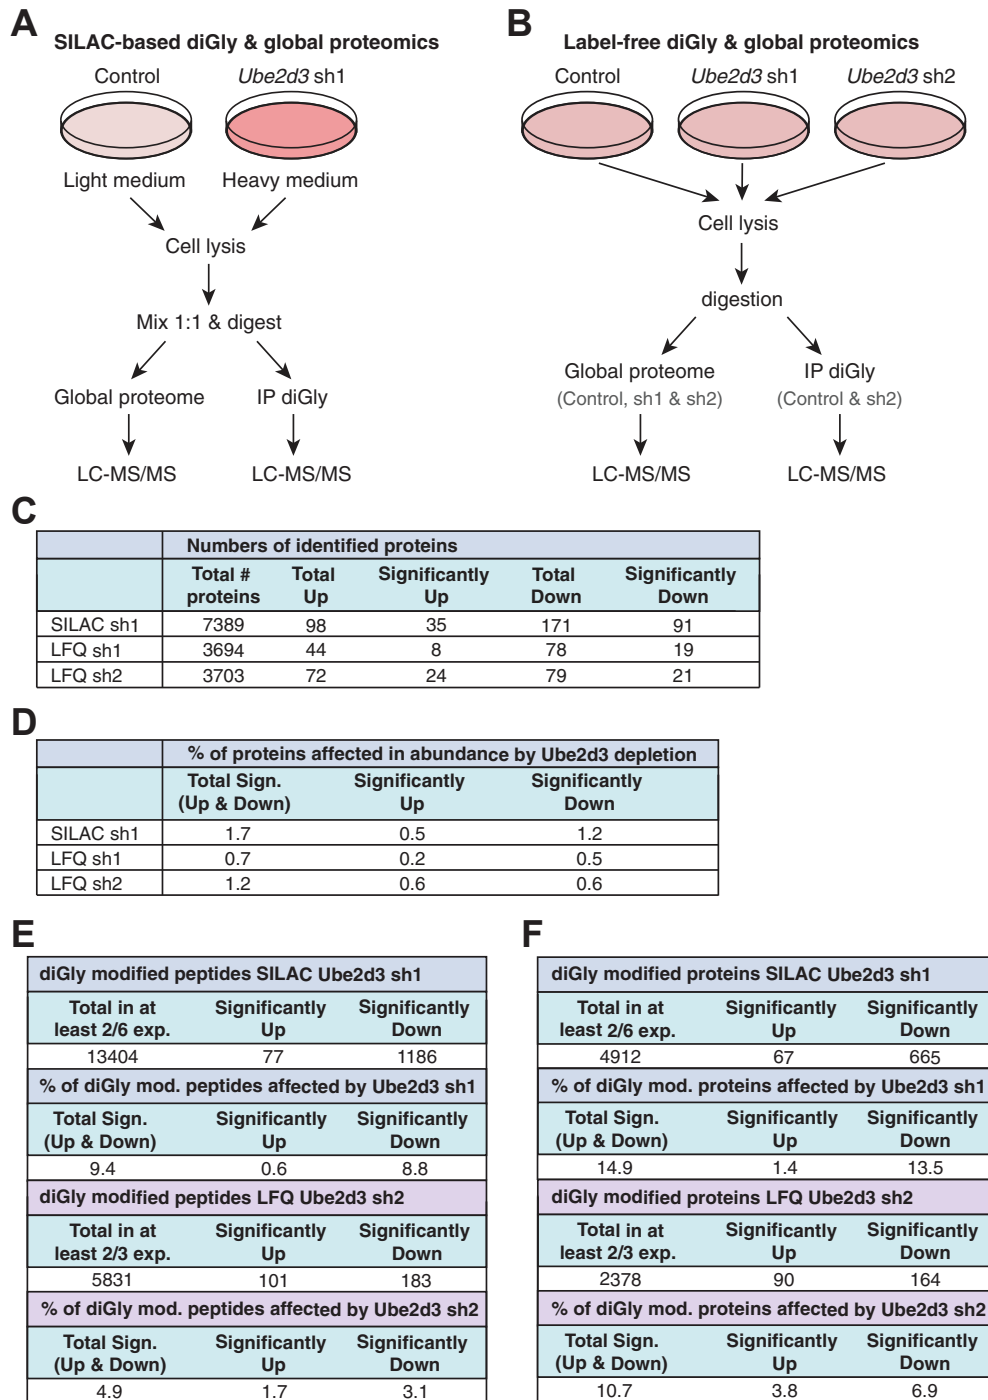 A
SILAC-based diGly & global proteomics
Control
Ube2d3 sh1
Light medium
Heavy medium
Cell lysis
Mix 1:1 & digest
Global proteome
IP diGly
LC-MS/MS
LC-MS/MS
B
Label-free diGly & global proteomics
Control
Ube2d3 sh1
Ube2d3 sh2
Cell lysis
digestion
Global proteome
IP diGly
(Control, sh1 & sh2)
(Control & sh2)
LC-MS/MS
LC-MS/MS
C
Numbers of identified proteins
Total # proteins Total Up Significantly Up Total Down Significantly Down
SILAC sh1 7389 98 35 171 91
LFQ sh1 3694 44 8 78 19
LFQ sh2 3703 72 24 79 21
D
% of proteins affected in abundance by Ube2d3 depletion
Total Sign. (Up & Down) Significantly Up Significantly Down
SILAC sh1 1.7 0.5 1.2
LFQ sh1 0.7 0.2 0.5
LFQ sh2 1.2 0.6 0.6
E
diGly modified peptides SILAC Ube2d3 sh1
Total in at least 2/6 exp. Significantly Up Significantly Down
13404 77 1186
% of diGly mod. peptides affected by Ube2d3 sh1
Total Sign. (Up & Down) Significantly Up Significantly Down
9.4 0.6 8.8
diGly modified peptides LFQ Ube2d3 sh2
Total in at least 2/3 exp. Significantly Up Significantly Down
5831 101 183
% of diGly mod. peptides affected by Ube2d3 sh2
Total Sign. (Up & Down) Significantly Up Significantly Down
4.9 1.7 3.1
F
diGly modified proteins SILAC Ube2d3 sh1
Total in at least 2/6 exp. Significantly Up Significantly Down
4912 67 665
% of diGly mod. proteins affected by Ube2d3 sh1
Total Sign. (Up & Down) Significantly Up Significantly Down
14.9 1.4 13.5
diGly modified proteins LFQ Ube2d3 sh2
Total in at least 2/3 exp. Significantly Up Significantly Down
2378 90 164
% of diGly mod. proteins affected by Ube2d3 sh2
Total Sign. (Up & Down) Significantly Up Significantly Down
10.7 3.8 6.9